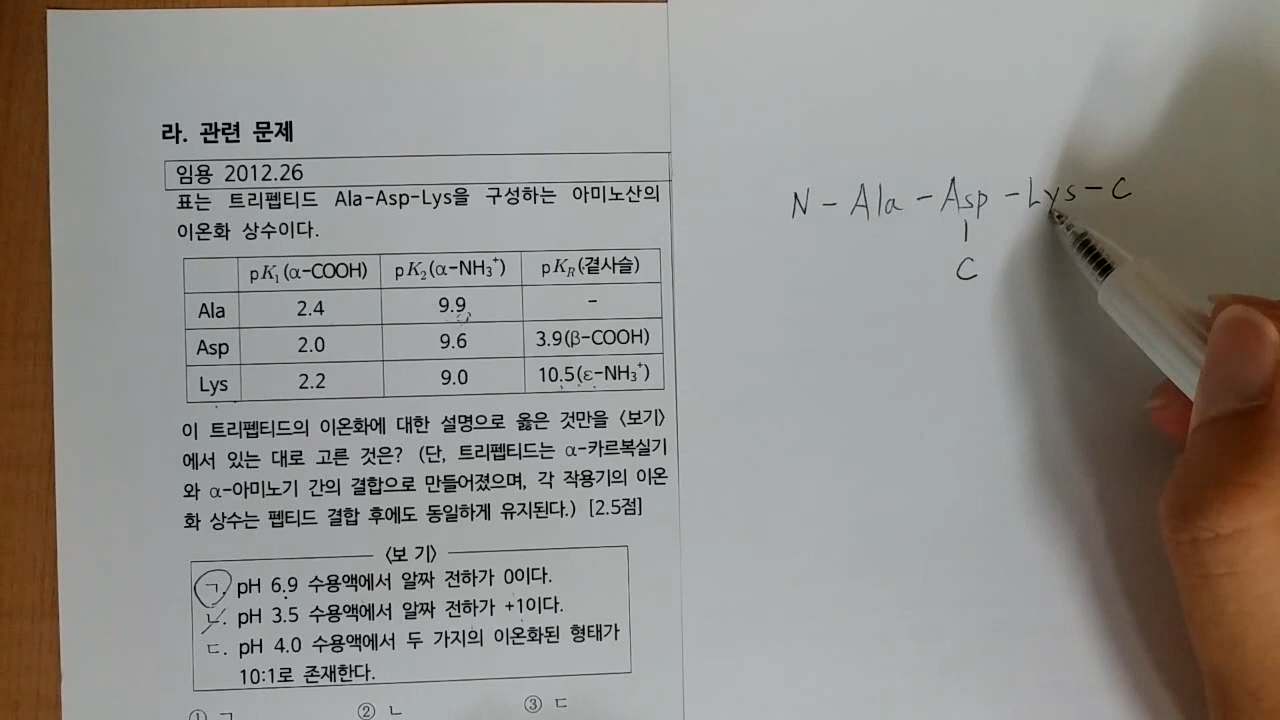 라. 관련 문제
임용 2012.26
표는 트리펩티드 Ala-Asp-Lys을 구성하는 아미노산의
이온화 상수이다.
pK₁(α-COOH) pK₂(α-NH₃⁺) pK_R(곁사슬)
Ala 2.4 9.9 -
Asp 2.0 9.6 3.9(β-COOH)
Lys 2.2 9.0 10.5(ε-NH₃⁺)
이 트리펩티드의 이온화에 대한 설명으로 옳은 것만을 <보기>
에서 있는 대로 고른 것은? (단, 트리펩티드는 α-카르복실기
와 α-아미노기 간의 결합으로 만들어졌으며, 각 작용기의 이온
화 상수는 펩티드 결합 후에도 동일하게 유지된다.) [2.5점]
<보 기>
ㄱ. pH 6.9 수용액에서 알짜 전하가 0이다.
ㄴ. pH 3.5 수용액에서 알짜 전하가 +1이다.
ㄷ. pH 4.0 수용액에서 두 가지의 이온화된 형태가
10:1로 존재한다.
① ㄱ ② ㄴ ③ ㄷ
N - Ala - Asp - Lys - C
C